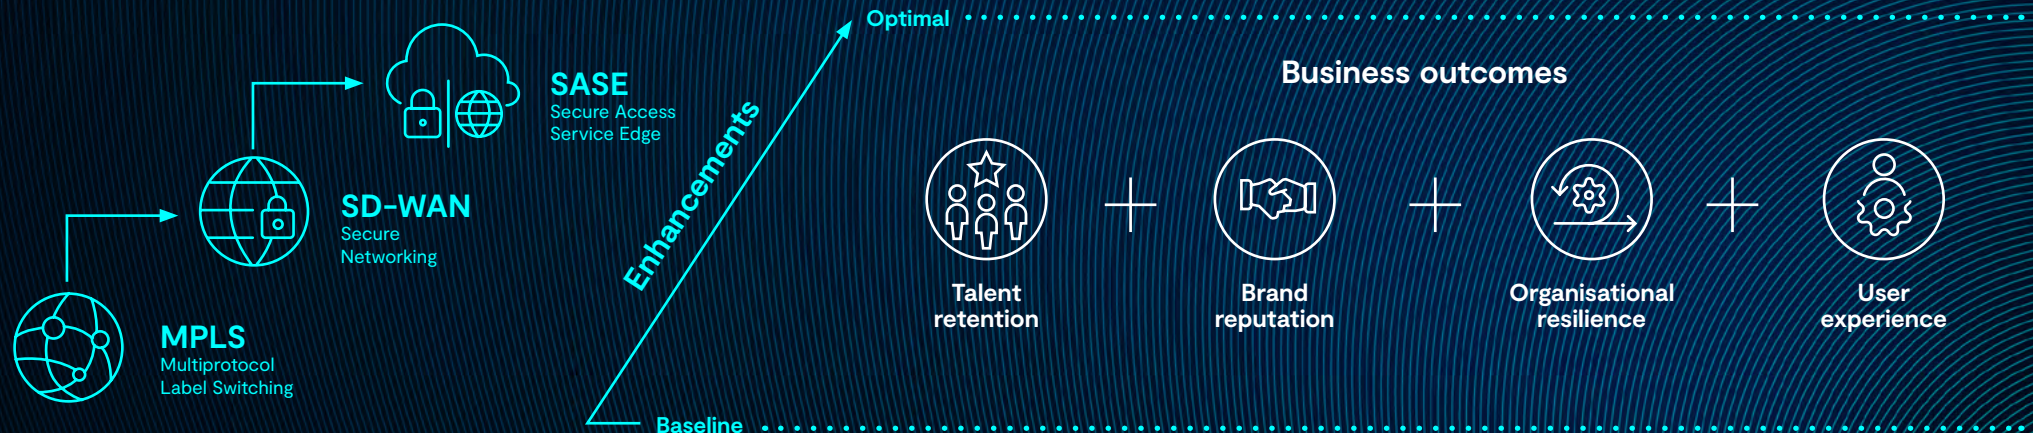 SASE
Secure Access
Service Edge
SD-WAN
Secure
Networking
MPLS
Multiprotocol
Label Switching
Enhancements
Optimal
Baseline
Business outcomes
Talent
retention
Brand
reputation
Organisational
resilience
User
experience